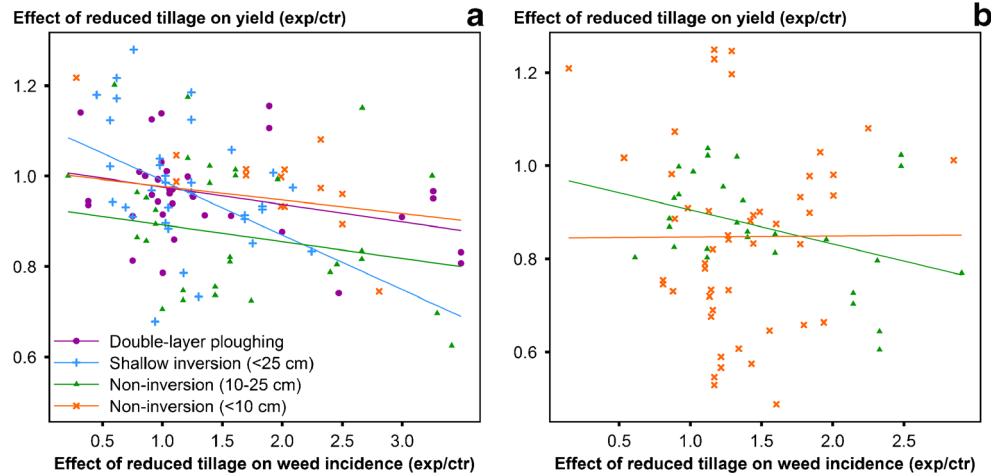 Effect of reduced tillage on yield (exp/ctr)
a
1.2
1.0
0.8
0.6
Double-layer ploughing
Shallow inversion (<25 cm)
Non-inversion (10-25 cm)
Non-inversion (<10 cm)
0.5 1.0 1.5 2.0 2.5 3.0
Effect of reduced tillage on weed incidence (exp/ctr)
Effect of reduced tillage on yield (exp/ctr)
b
1.2
1.0
0.8
0.6
0.5 1.0 1.5 2.0 2.5
Effect of reduced tillage on weed incidence (exp/ctr)